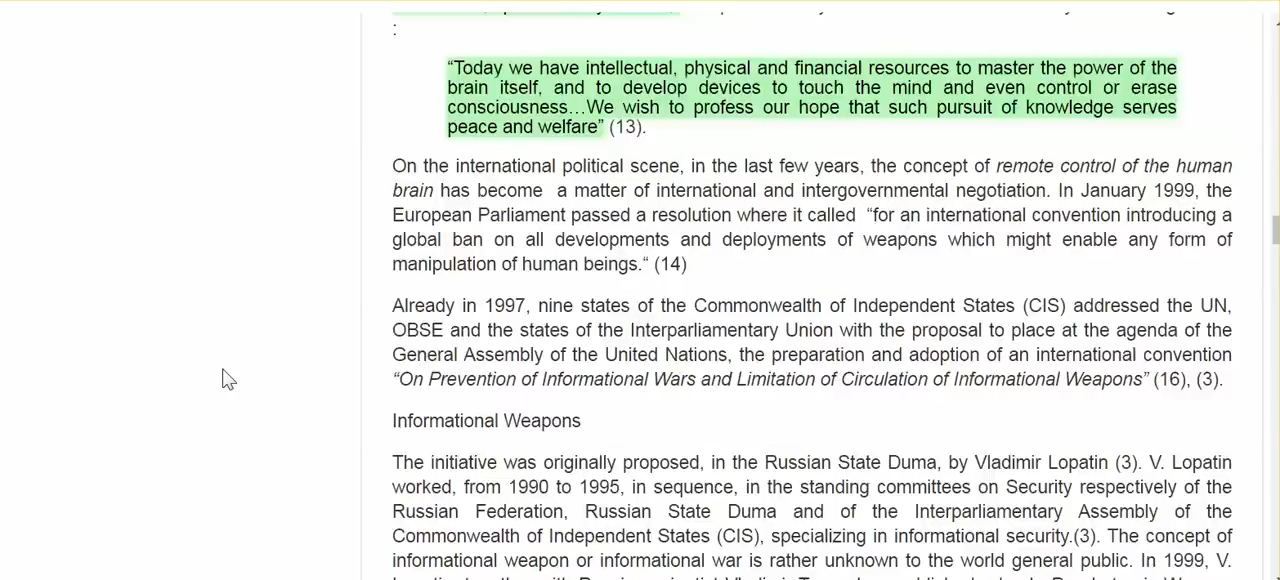 :
“Today we have intellectual, physical and financial resources to master the power of the
brain itself, and to develop devices to touch the mind and even control or erase
consciousness…We wish to profess our hope that such pursuit of knowledge serves
peace and welfare” (13).
On the international political scene, in the last few years, the concept of remote control of the human
brain has become  a matter of international and intergovernmental negotiation. In January 1999, the
European Parliament passed a resolution where it called  “for an international convention introducing a
global ban on all developments and deployments of weapons which might enable any form of
manipulation of human beings.“ (14)
Already in 1997, nine states of the Commonwealth of Independent States (CIS) addressed the UN,
OBSE and the states of the Interparliamentary Union with the proposal to place at the agenda of the
General Assembly of the United Nations, the preparation and adoption of an international convention
“On Prevention of Informational Wars and Limitation of Circulation of Informational Weapons” (16), (3).
Informational Weapons
The initiative was originally proposed, in the Russian State Duma, by Vladimir Lopatin (3). V. Lopatin
worked, from 1990 to 1995, in sequence, in the standing committees on Security respectively of the
Russian Federation, Russian State Duma and of the Interparliamentary Assembly of the
Commonwealth of Independent States (CIS), specializing in informational security.(3). The concept of
informational weapon or informational war is rather unknown to the world general public. In 1999, V.